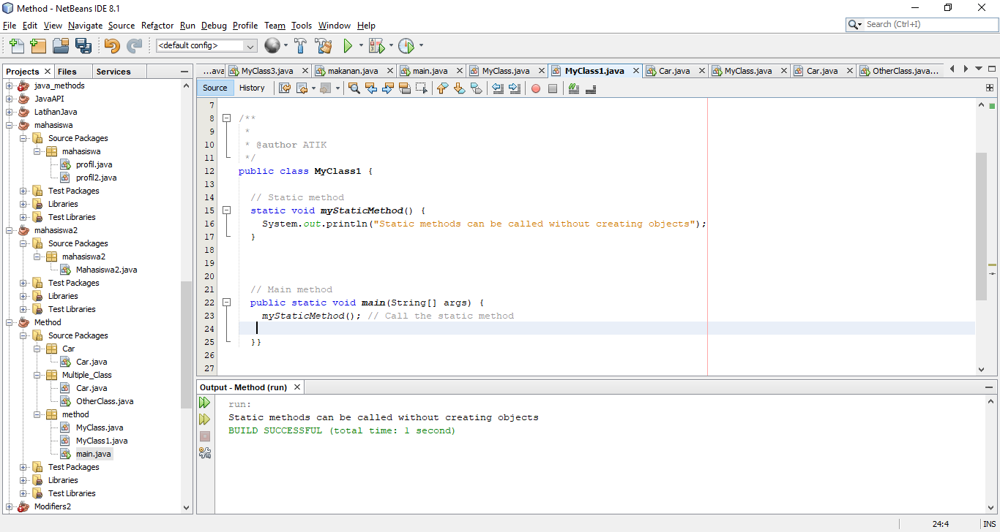 Method - NetBeans IDE 8.1
File Edit View Navigate Source Refactor Run Debug Profile Team Tools Window Help
Search (Ctrl+I)
<default config>
Projects Files Services
java_methods
JavaAPI
LatihanJava
mahasiswa
Source Packages
mahasiswa
profil.java
profil2.java
Test Packages
Libraries
Test Libraries
mahasiswa2
Source Packages
mahasiswa2
Mahasiswa2.java
Test Packages
Libraries
Test Libraries
Method
Source Packages
Car
Car.java
Multiple_Class
Car.java
OtherClass.java
method
MyClass.java
MyClass1.java
main.java
Test Packages
Libraries
Test Libraries
Modifiers2
...ava MyClass3.java makanan.java main.java MyClass.java MyClass1.java Car.java MyClass.java Car.java OtherClass.java...
Source History
7
8 /**
9 *
10 * @author ATIK
11 */
12 public class MyClass1 {
13
14 // Static method
15 static void myStaticMethod() {
16 System.out.println("Static methods can be called without creating objects");
17 }
18
19
20
21 // Main method
22 public static void main(String[] args) {
23 myStaticMethod(); // Call the static method
24
25 }}
26
27
Output - Method (run)
run:
Static methods can be called without creating objects
BUILD SUCCESSFUL (total time: 1 second)
24:4 INS